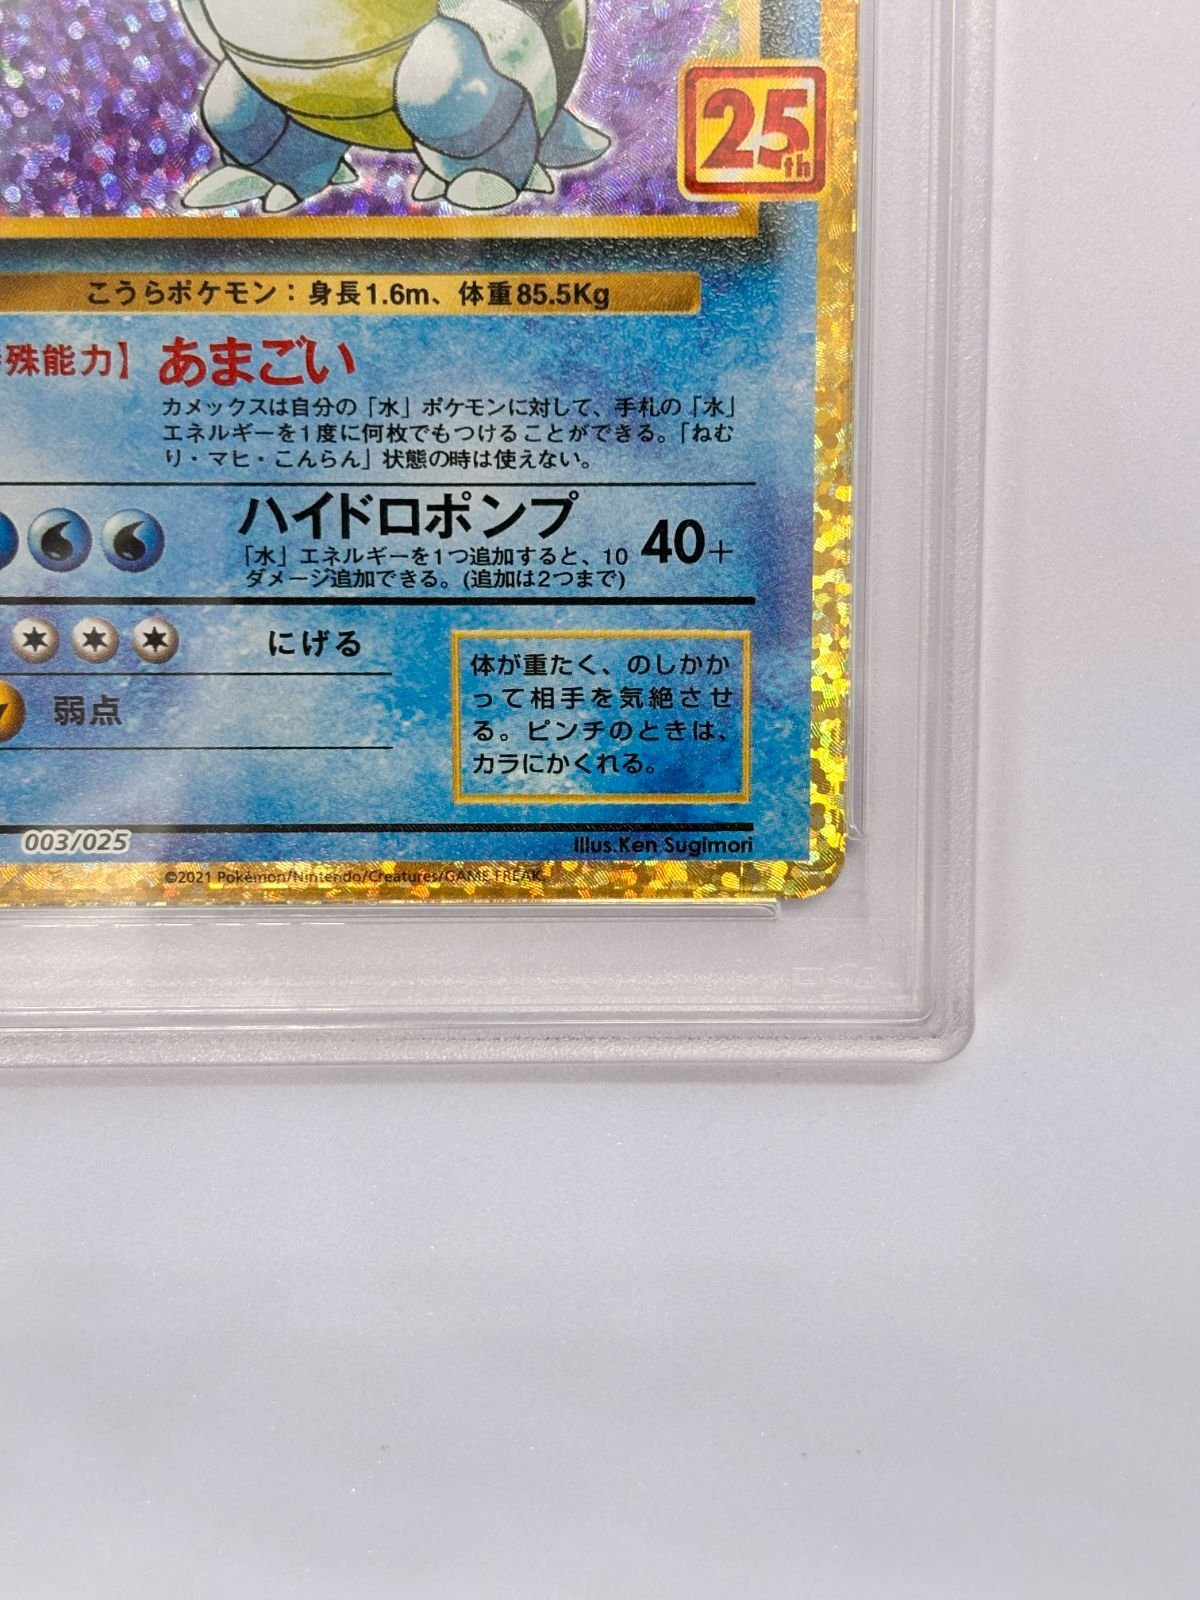 25th
こうらポケモン：身長1.6m、体重85.5Kg
殊能力】 あまごい
カメックスは自分の「水」ポケモンに対して、手札の「水」
エネルギーを1度に何枚でもつけることができる。「ねむ
り・マヒ・こんらん」状態の時は使えない。
ハイドロポンプ 40+
「水」エネルギーを1つ追加すると、10
ダメージ追加できる。(追加は2つまで)
にげる
弱点
体が重たく、のしかか
って相手を気絶させ
る。ピンチのときは、
カラにかくれる。
003/025
Illus.Ken Sugimori
©2021 Pokémon/Nintendo/Creatures/GAME FREAK.